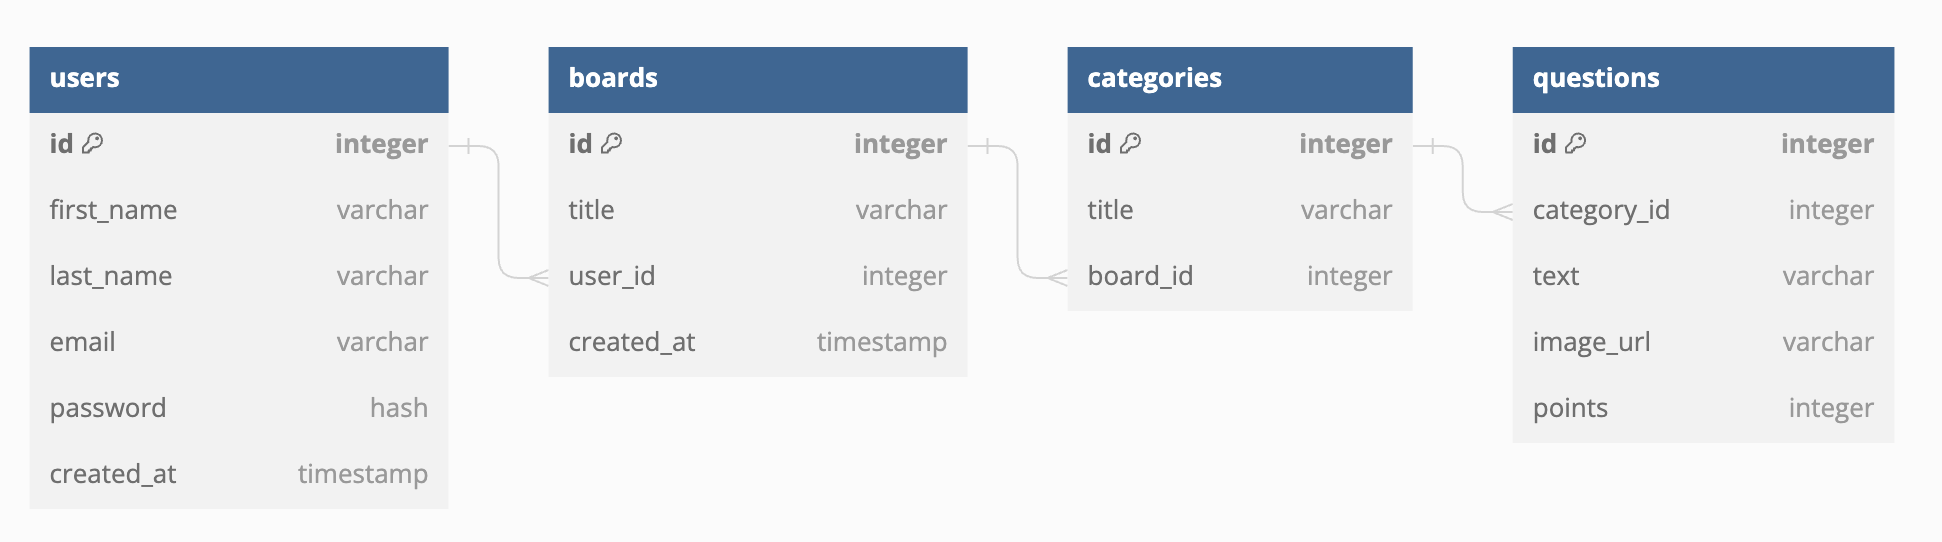 users
id integer
first_name varchar
last_name varchar
email varchar
password hash
created_at timestamp
boards
id integer
title varchar
user_id integer
created_at timestamp
categories
id integer
title varchar
board_id integer
questions
id integer
category_id integer
text varchar
image_url varchar
points integer